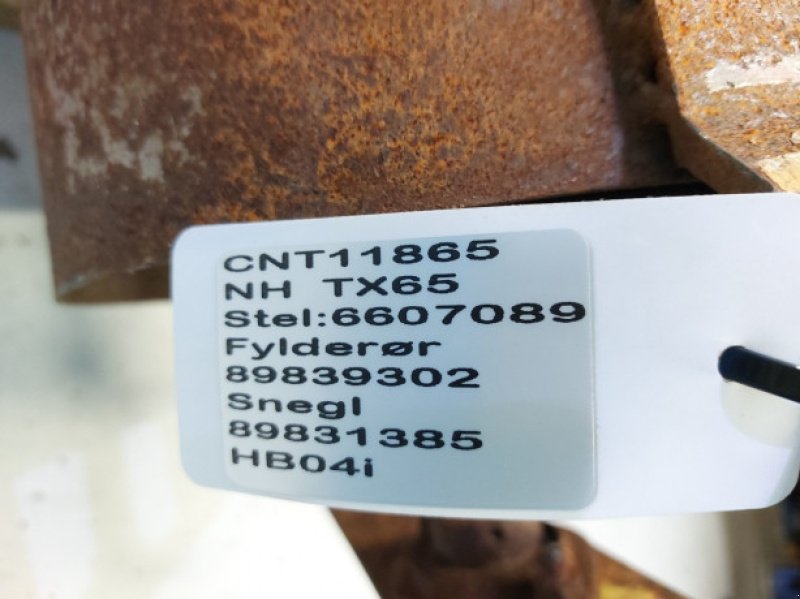 CNT11865
NH TX65
Stel:6607089
Fylderør
89839302
Snegl
89831385
HB04i